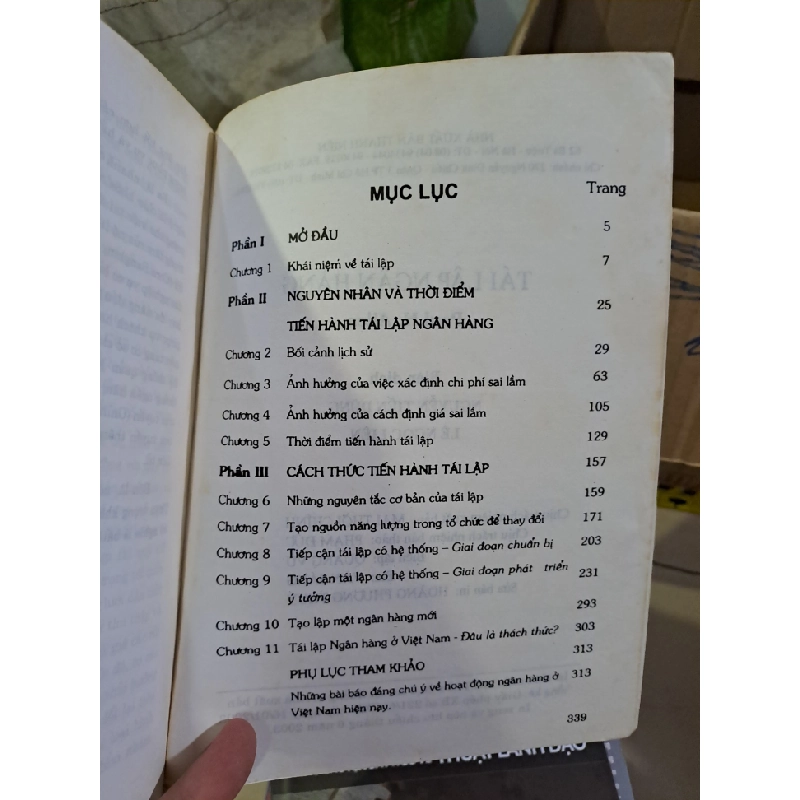 MỤC LỤC Trang
Phần I MỞ ĐẦU 5
Chương 1 Khái niệm về tái lập 7
Phần II NGUYÊN NHÂN VÀ THỜI ĐIỂM
TIẾN HÀNH TÁI LẬP NGÂN HÀNG 25
Chương 2 Bối cảnh lịch sử 29
Chương 3 Ảnh hưởng của việc xác định chi phí sai lầm 63
Chương 4 Ảnh hưởng của cách định giá sai lầm 105
Chương 5 Thời điểm tiến hành tái lập 129
Phần III CÁCH THỨC TIẾN HÀNH TÁI LẬP 157
Chương 6 Những nguyên tắc cơ bản của tái lập 159
Chương 7 Tạo nguồn năng lượng trong tổ chức để thay đổi 171
Chương 8 Tiếp cận tái lập có hệ thống – Giai đoạn chuẩn bị 203
Chương 9 Tiếp cận tái lập có hệ thống – Giai đoạn phát triển
ý tưởng 231
Chương 10 Tạo lập một ngân hàng mới 293
Chương 11 Tái lập Ngân hàng ở Việt Nam - Đâu là thách thức? 303
PHỤ LỤC THAM KHẢO 313
Những bài báo đáng chú ý về hoạt động ngân hàng ở 313
Việt Nam hiện nay.
339